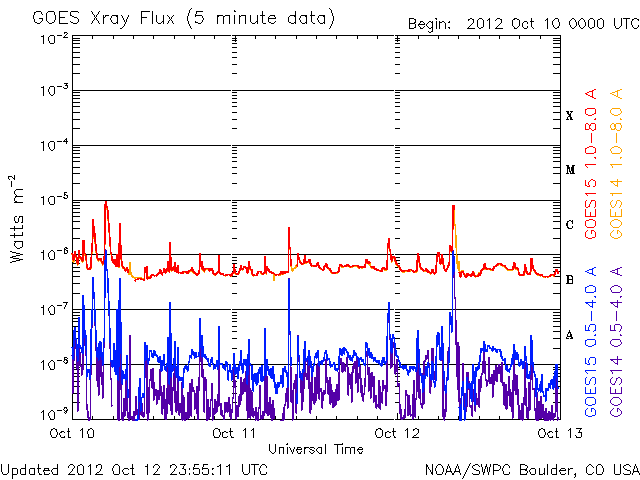 GOES Xray Flux (5 minute data)
Begin: 2012 Oct 10 0000 UTC
10-2
10-3
10-4
10-5
10-6
10-7
10-8
10-9
Watts m-2
X
M
C
B
A
GOES15 1.0-8.0 A
GOES14 1.0-8.0 A
GOES15 0.5-4.0 A
GOES14 0.5-4.0 A
Oct 10
Oct 11
Oct 12
Oct 13
Universal Time
Updated 2012 Oct 12 23:55:11 UTC
NOAA/SWPC Boulder, CO USA